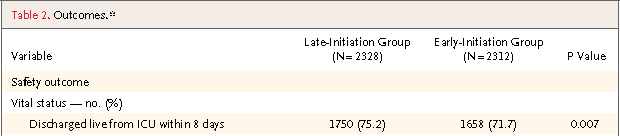 Table 2. Outcomes.*
Variable Late-Initiation Group (N=2328) Early-Initiation Group (N=2312) P Value
Safety outcome
Vital status — no. (%)
Discharged live from ICU within 8 days 1750 (75.2) 1658 (71.7) 0.007